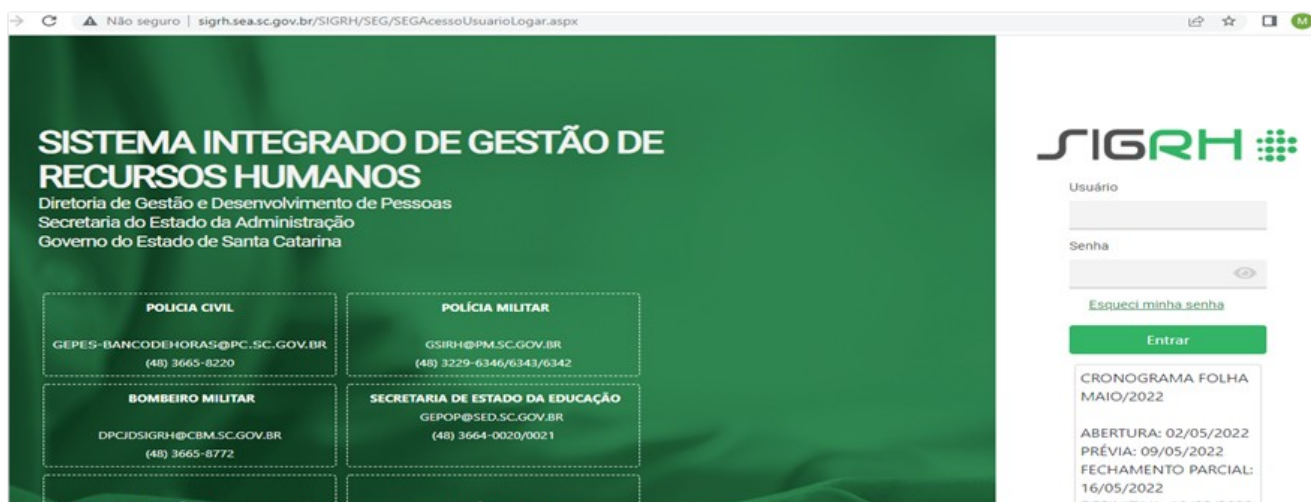 Não seguro | sigrh.sea.sc.gov.br/SIGRH/SEG/SEGAcessoUsuarioLogar.aspx
M
SISTEMA INTEGRADO DE GESTÃO DE
RECURSOS HUMANOS
Diretoria de Gestão e Desenvolvimento de Pessoas
Secretaria do Estado da Administração
Governo do Estado de Santa Catarina
POLICIA CIVIL
GEPES-BANCODEHORAS@PC.SC.GOV.BR
(48) 3665-8220
POLÍCIA MILITAR
GSIRH@PM.SC.GOV.BR
(48) 3229-6346/6343/6342
BOMBEIRO MILITAR
DPCJDSIGRH@CBM.SC.GOV.BR
(48) 3665-8772
SECRETARIA DE ESTADO DA EDUCAÇÃO
GEPOP@SED.SC.GOV.BR
(48) 3664-0020/0021
SIGRH
Usuário
Senha
Esqueci minha senha
Entrar
CRONOGRAMA FOLHA
MAIO/2022
ABERTURA: 02/05/2022
PRÉVIA: 09/05/2022
FECHAMENTO PARCIAL:
16/05/2022